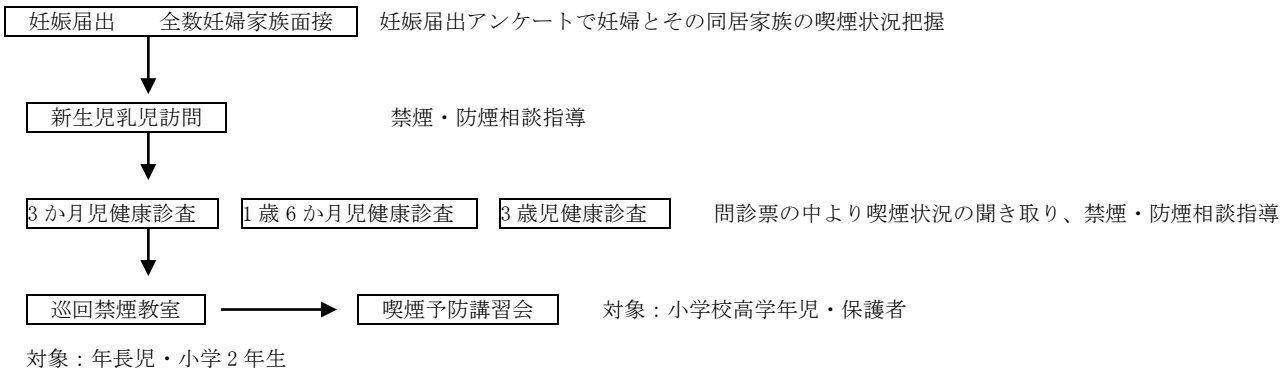 妊娠届出　全数妊婦家族面接　妊娠届出アンケートで妊婦とその同居家族の喫煙状況把握
新生児乳児訪問　禁煙・防煙相談指導
3か月児健康診査　1歳6か月児健康診査　3歳児健康診査　問診票の中より喫煙状況の聞き取り、禁煙・防煙相談指導
巡回禁煙教室　喫煙予防講習会　対象：小学校高学年児・保護者
対象：年長児・小学2年生